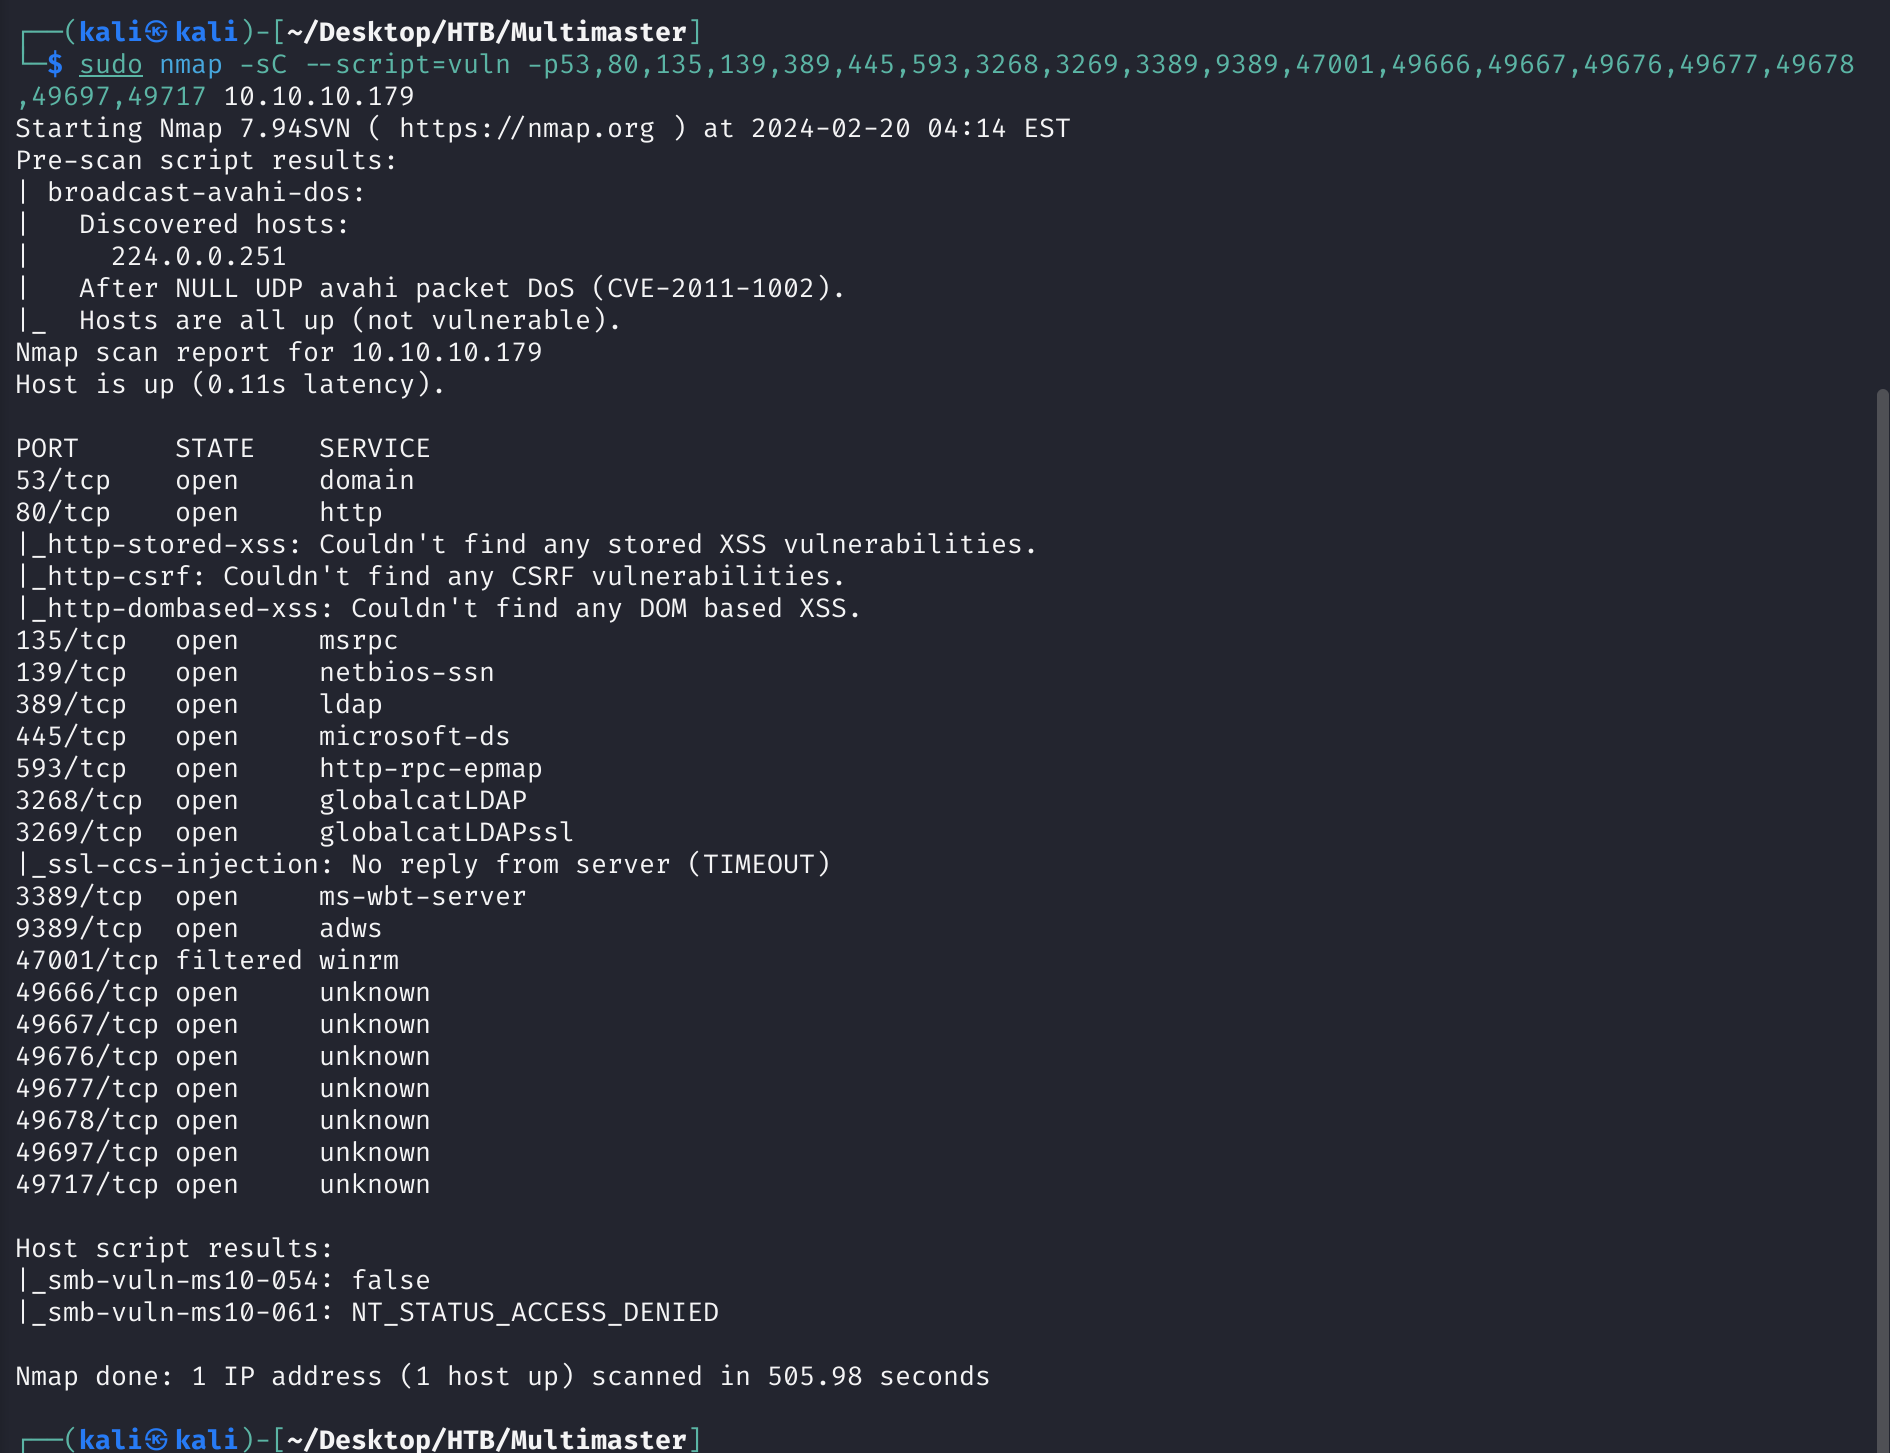 ┌──(kali㉿kali)-[~/Desktop/HTB/Multimaster]
└─$ sudo nmap -sC --script=vuln -p53,80,135,139,389,445,593,3268,3269,3389,9389,47001,49666,49667,49676,49677,49678
,49697,49717 10.10.10.179
Starting Nmap 7.94SVN ( https://nmap.org ) at 2024-02-20 04:14 EST
Pre-scan script results:
| broadcast-avahi-dos:
|   Discovered hosts:
|     224.0.0.251
|   After NULL UDP avahi packet DoS (CVE-2011-1002).
|_  Hosts are all up (not vulnerable).
Nmap scan report for 10.10.10.179
Host is up (0.11s latency).

PORT      STATE    SERVICE
53/tcp    open     domain
80/tcp    open     http
|_http-stored-xss: Couldn't find any stored XSS vulnerabilities.
|_http-csrf: Couldn't find any CSRF vulnerabilities.
|_http-dombased-xss: Couldn't find any DOM based XSS.
135/tcp   open     msrpc
139/tcp   open     netbios-ssn
389/tcp   open     ldap
445/tcp   open     microsoft-ds
593/tcp   open     http-rpc-epmap
3268/tcp  open     globalcatLDAP
3269/tcp  open     globalcatLDAPssl
|_ssl-ccs-injection: No reply from server (TIMEOUT)
3389/tcp  open     ms-wbt-server
9389/tcp  open     adws
47001/tcp filtered winrm
49666/tcp open     unknown
49667/tcp open     unknown
49676/tcp open     unknown
49677/tcp open     unknown
49678/tcp open     unknown
49697/tcp open     unknown
49717/tcp open     unknown

Host script results:
|_smb-vuln-ms10-054: false
|_smb-vuln-ms10-061: NT_STATUS_ACCESS_DENIED

Nmap done: 1 IP address (1 host up) scanned in 505.98 seconds

┌──(kali㉿kali)-[~/Desktop/HTB/Multimaster]